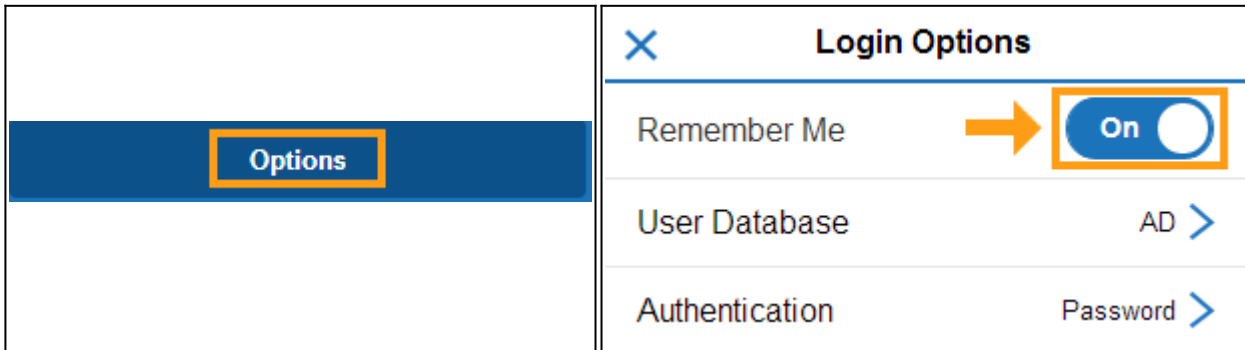 Options
Login Options
Remember Me On
User Database AD
Authentication Password